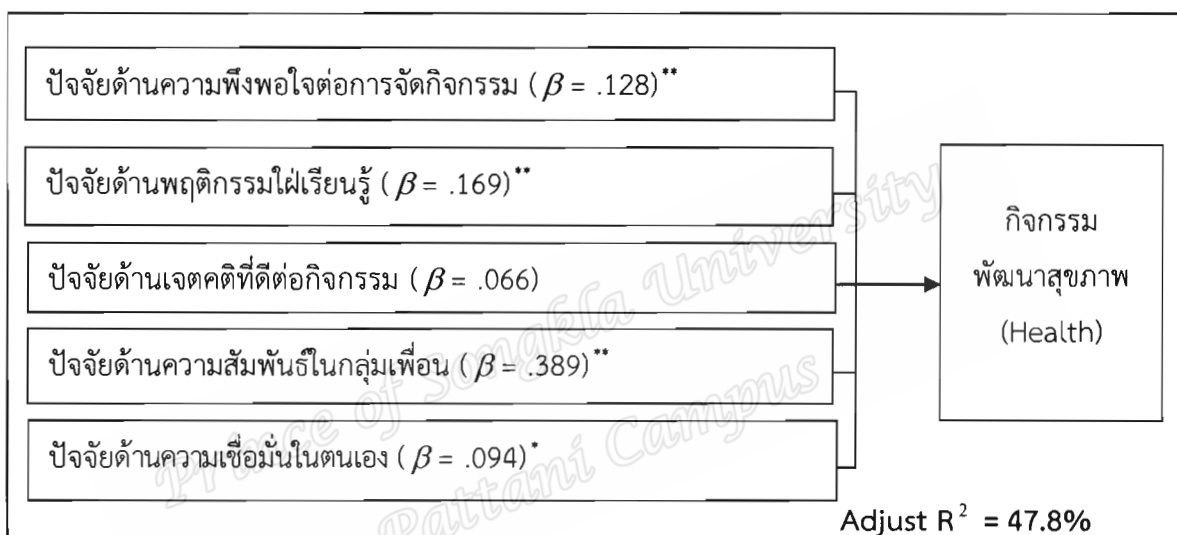 ปัจจัยด้านความพึงพอใจต่อการจัดกิจกรรม (β = .128)**
ปัจจัยด้านพฤติกรรมใฝ่เรียนรู้ (β = .169)**
ปัจจัยด้านเจตคติที่ดีต่อกิจกรรม (β = .066)
ปัจจัยด้านความสัมพันธ์ในกลุ่มเพื่อน (β = .389)**
ปัจจัยด้านความเชื่อมั่นในตนเอง (β = .094)*
กิจกรรม
พัฒนาสุขภาพ
(Health)
Adjust R² = 47.8%
Prince of Songkla University
Pattani Campus